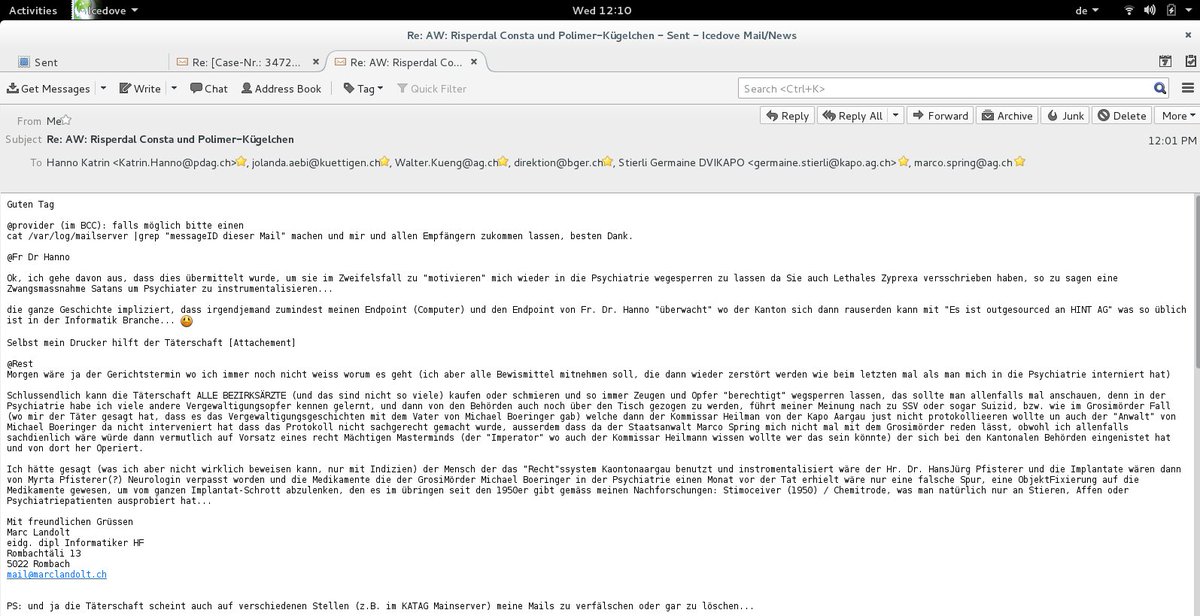 Activities Icedove Wed 12:10 de
Re: AW: Risperdal Consta und Polimer-Kügelchen - Sent - Icedove Mail/News
Sent Re: [Case-Nr.: 3472... Re: AW: Risperdal Co...
Get Messages Write Chat Address Book Tag Quick Filter Search <Ctrl+K>
From Me Reply Reply All Forward Archive Junk Delete More
Subject Re: AW: Risperdal Consta und Polimer-Kügelchen 12:01 PM
To Hanno Katrin <Katrin.Hanno@pdag.ch>, jolanda.aebi@kuettigen.ch, Walter.Kueng@ag.ch, direktion@bger.ch, Stierli Germaine DVIKAPO <germaine.stierli@kapo.ag.ch>, marco.spring@ag.ch
Guten Tag
@provider (im BCC): falls möglich bitte einen
cat /var/log/mailserver |grep "messageID dieser Mail" machen und mir und allen Empfängern zukommen lassen, besten Dank.
@Fr Dr Hanno
Ok, ich gehe davon aus, dass dies übermittelt wurde, um sie im Zweifelsfall zu "motivieren" mich wieder in die Psychiatrie wegesperren zu lassen da Sie auch Lethales Zyprexa versschrieben haben, so zu sagen eine
Zwangsmassnahme Satans um Psychiater zu instrumentalisieren...
die ganze Geschichte impliziert, dass irgendjemand zumindest meinen Endpoint (Computer) und den Endpoint von Fr. Dr. Hanno "überwacht" wo der Kanton sich dann rauserden kann mit "Es ist outgesourced an HINT AG" was so üblich
ist in der Informatik Branche...
Selbst mein Drucker hilft der Täterschaft [Attachement]
@Rest
Morgen wäre ja der Gerichtstermin wo ich immer noch nicht weiss worum es geht (ich aber alle Bewismittel mitnehmen soll, die dann wieder zerstört werden wie beim letzten mal als man mich in die Psychiatrie interniert hat)
Schlussendlich kann die Täterschaft ALLE BEZIRKSÄRZTE (und das sind nicht so viele) kaufen oder schmieren und so immer Zeugen und Opfer "berechtigt" wegsperren lassen, das sollte man allenfalls mal anschauen, denn in der
Psychiatrie habe ich viele andere Vergewaltigungsopfer kennen gelernt, und dann von den Behörden auch noch über den Tisch gezogen zu werden, führt meiner Meinung nach zu SSV oder sogar Suizid, bzw. wie im Grosimörder Fall
(wo mir der Täter gesagt hat, dass es das Vergewaltigungsgeschichten mit dem Vater von Michael Boeringer gab) welche dann der Kommissar Heilman von der Kapo Aargau just nicht protokollieeren wollte un auch der "Anwalt" von
Michael Boeringer da nicht interveniert hat dass das Protokoll nicht sachgerecht gemacht wurde, ausserdem dass da der Staatsanwalt Marco Spring mich nicht mal mit dem Grosimörder reden lässt, obwohl ich allenfalls
sachdienlich wäre würde dann vermutlich auf Vorsatz eines recht Mächtigen Masterminds (der "Imperator" wo auch der Kommissar Heilmann wissen wollte wer das sein könnte) der sich bei den Kantonalen Behörden eingenistet hat
und von dort her Operiert.
Ich hätte gesagt (was ich aber nicht wirklich beweisen kann, nur mit Indizien) der Mensch der das "Recht"ssystem Kaontonaargau benutzt und instromentalisiert wäre der Hr. Dr. HansJürg Pfisterer und die Implantate wären dann
von Myrta Pfisterer(?) Neurologin verpasst worden und die Medikamente die der GrosiMörder Michael Boeringer in der Psychiatrie einen Monat vor der Tat erhielt wäre nur eine falsche Spur, eine ObjektFixierung auf die
Medikamente gewesen, um vom ganzen Implantat-Schrott abzulenken, den es im übringen seit den 1950er gibt gemäss meinen Nachforschungen: Stimoceiver (1950) / Chemitrode, was man natürlich nur an Stieren, Affen oder
Psychiatriepatienten ausprobiert hat...
Mit freundlichen Grüssen
Marc Landolt
eidg. dipl Informatiker HF
Rombachtäli 13
5022 Rombach
mail@marclandolt.ch
PS: und ja die Täterschaft scheint auch auf verschiedenen Stellen (z.B. im KATAG Mainserver) meine Mails zu verfälschen oder gar zu löschen...